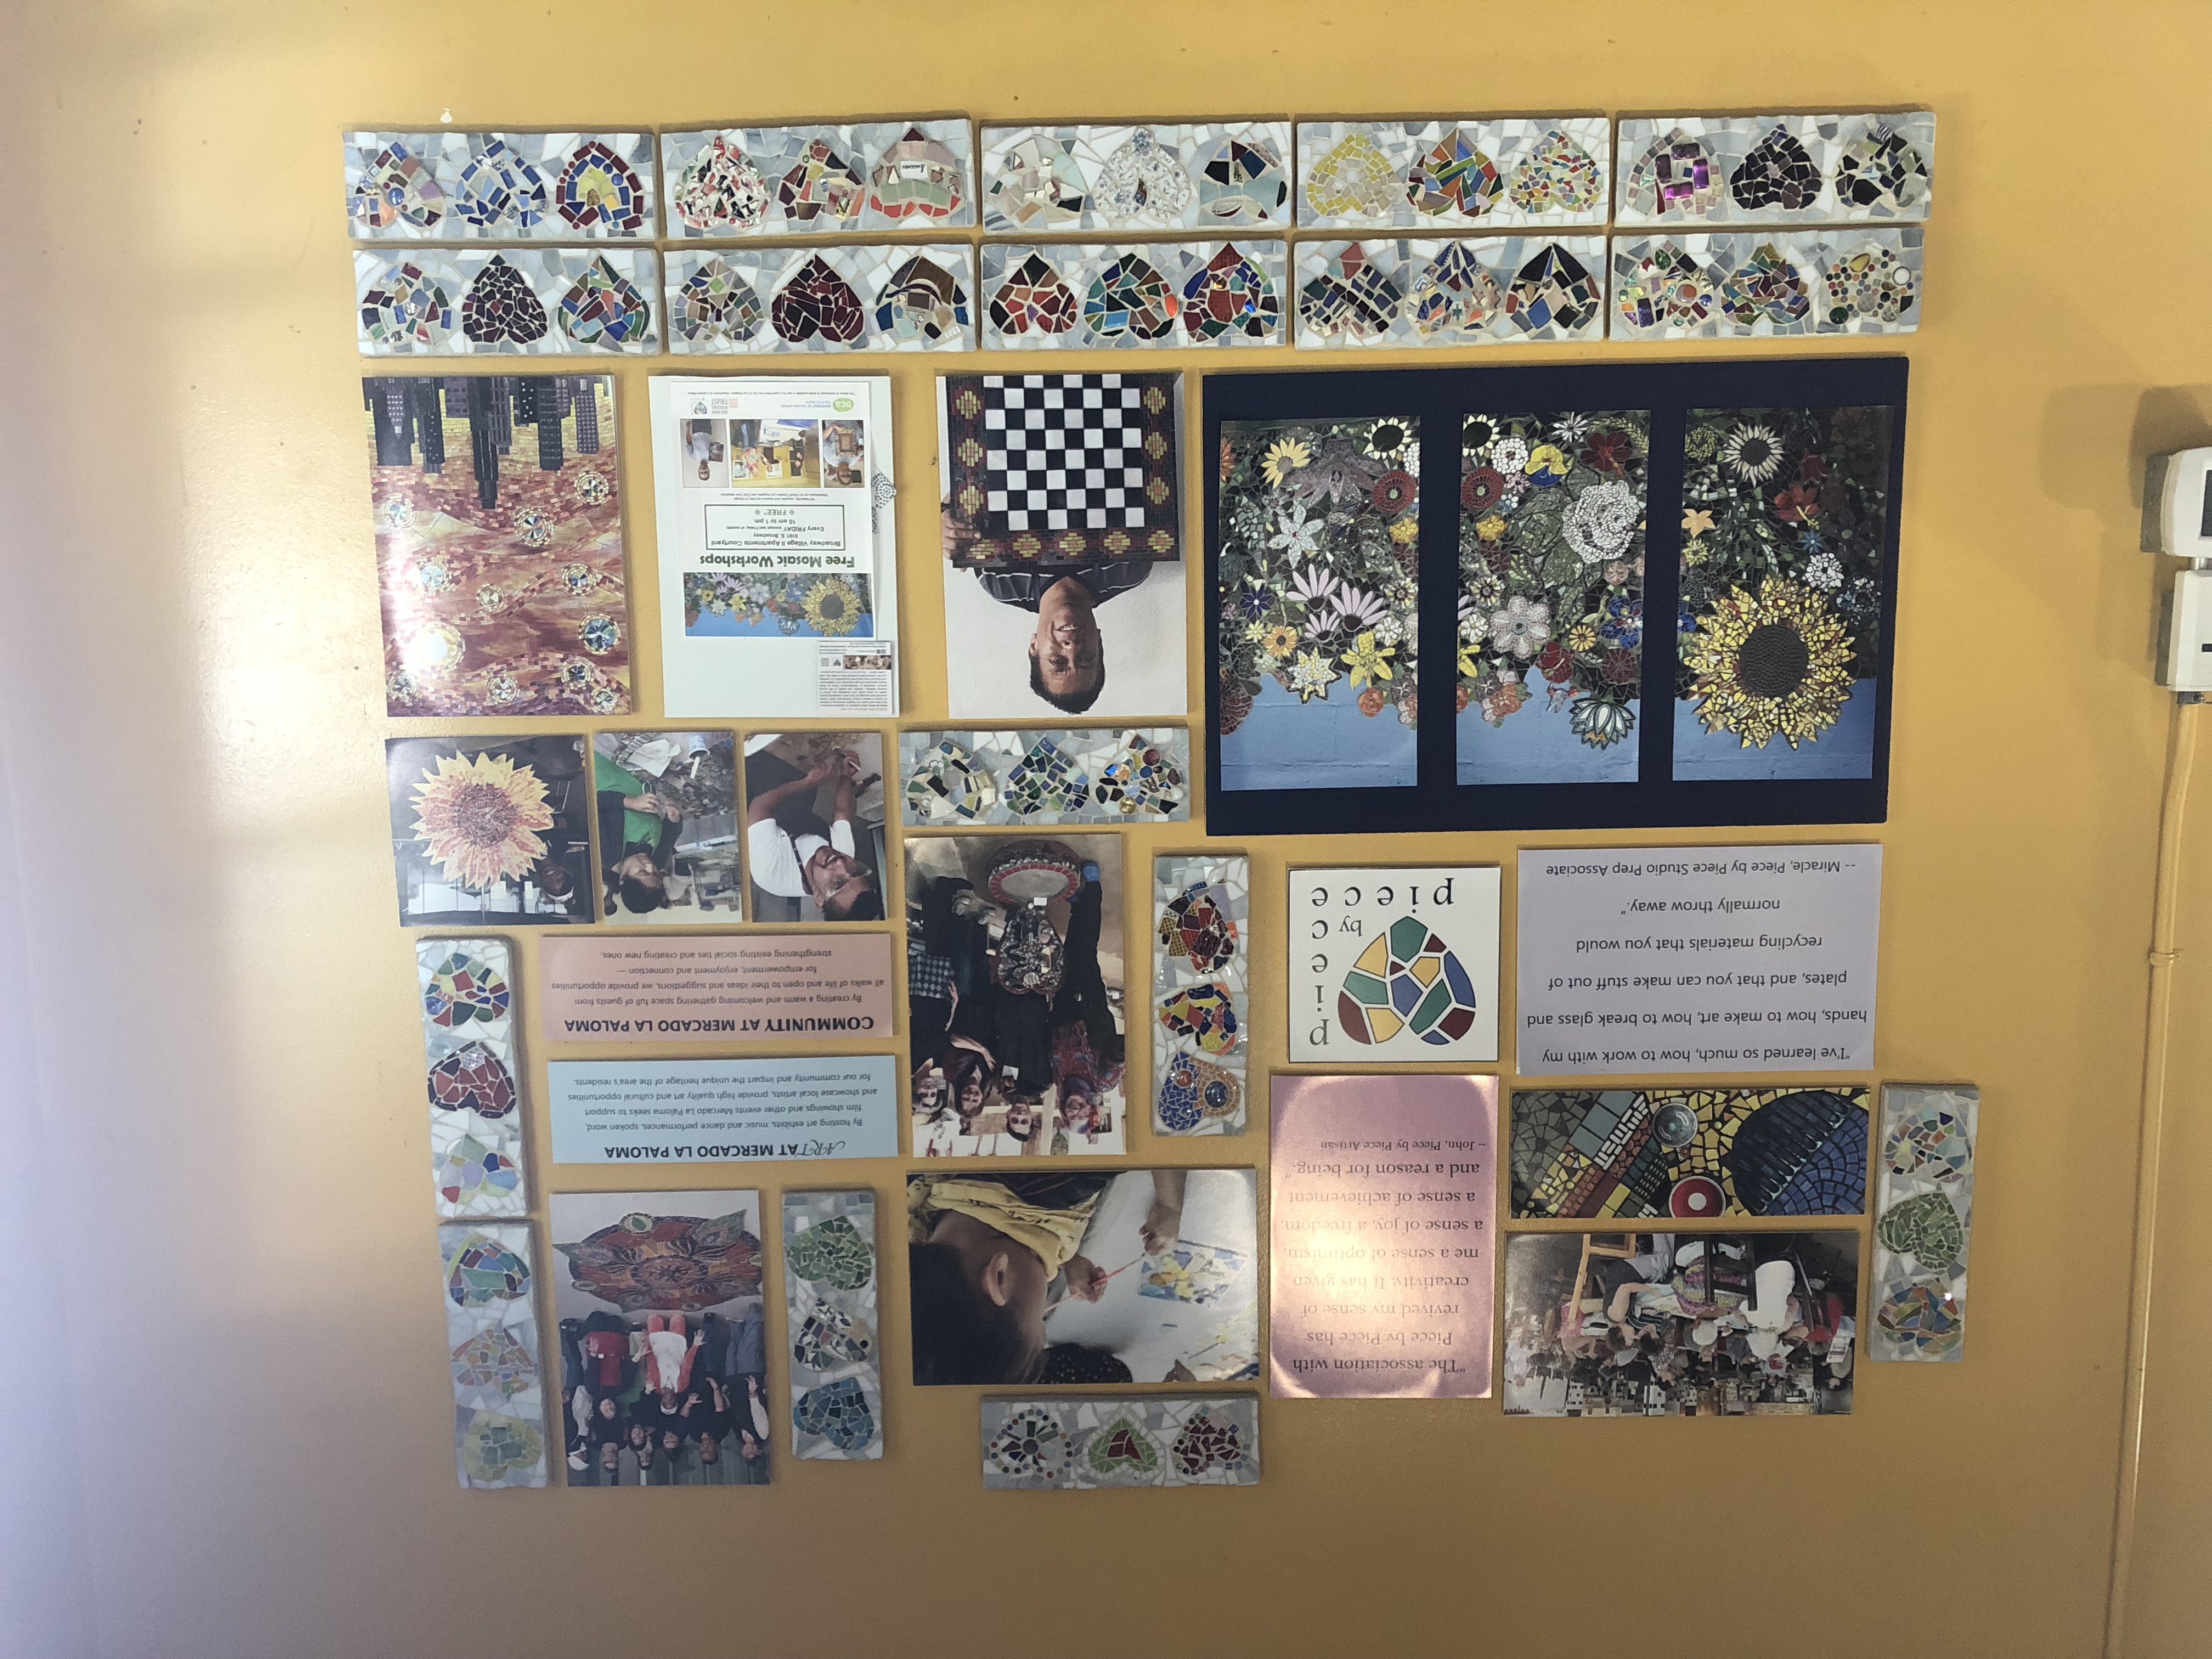 “The association with
Piece by Piece has
revived my sense of
creativity. It has given
me a sense of optimism,
a sense of joy, a freedom,
a sense of achievement
and a reason for being.”
-- John, Piece by Piece Artisan
“I've learned so much, how to work with my
hands, how to make art, how to break glass and
plates, and that you can make stuff out of
recycling materials that you would
normally throw away.”
-- Miracle, Piece by Piece Studio Prep Associate
piece
by
piece
ART AT MERCADO LA PALOMA
By hosting art exhibits, music and dance performances, spoken word,
film showings and other events Mercado La Paloma seeks to support
and showcase local artists, provide high quality art and cultural opportunities
for our community and impart the unique heritage of the area's residents.
COMMUNITY AT MERCADO LA PALOMA
By creating a warm and welcoming gathering space full of guests from
all walks of life and open to their ideas and suggestions, we provide opportunities
for empowerment, enjoyment and connection —
strengthening existing social ties and creating new ones.
Free Mosaic Workshops
Broadway Village II Apartments Courtyard
5101 S. Broadway
Every FRIDAY (except last Friday of month)
10 am to 1 pm
FREE*
DCA
TRUST